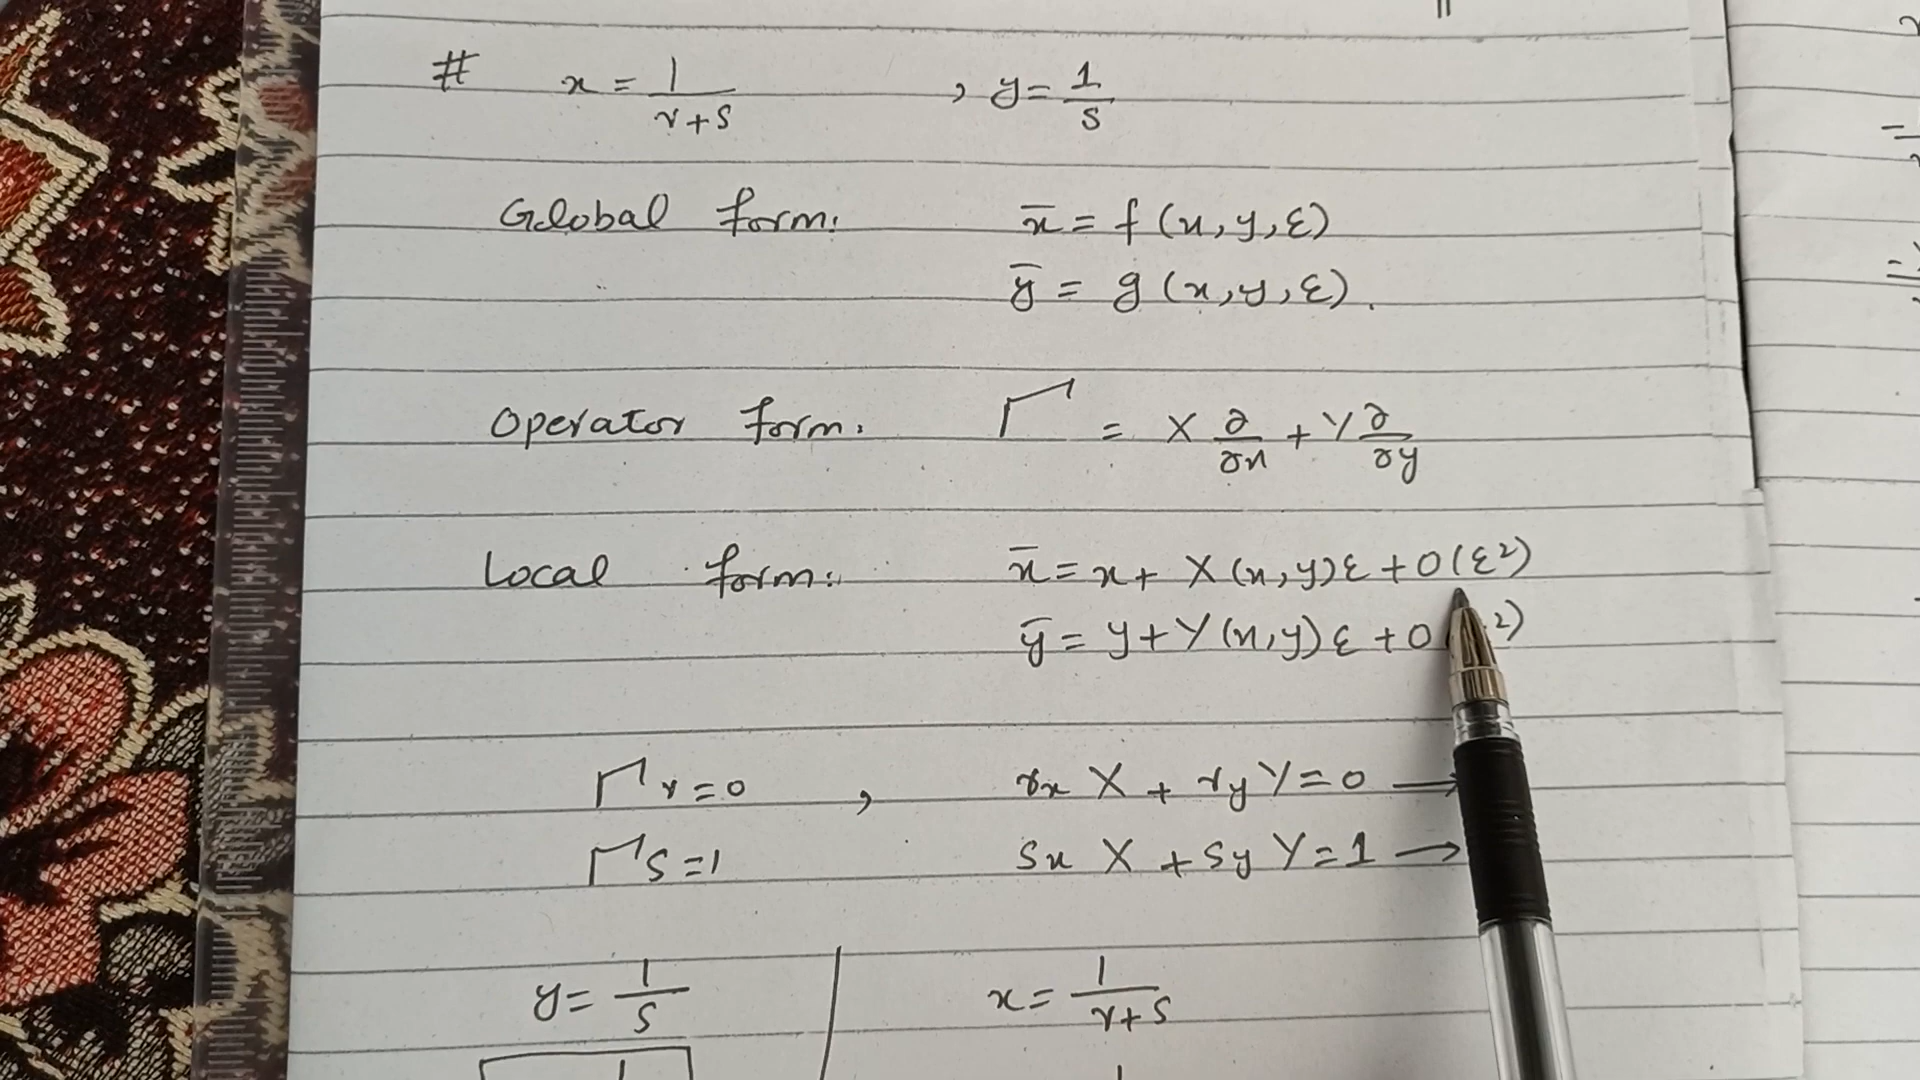 # x = 1/(r+s) , y = 1/s
Global form: x̄ = f (x, y, ε)
ȳ = g (x, y, ε).
Operator form. Γ = X ∂/∂x + Y ∂/∂y
Local form: x̄ = x + X (x, y) ε + O(ε²)
ȳ = y + Y (x, y) ε + O( ²)
Γr = 0 , rx X + ry Y = 0 →
Γs = 1 sx X + sy Y = 1 →
y = 1/s x = 1/(r+s)